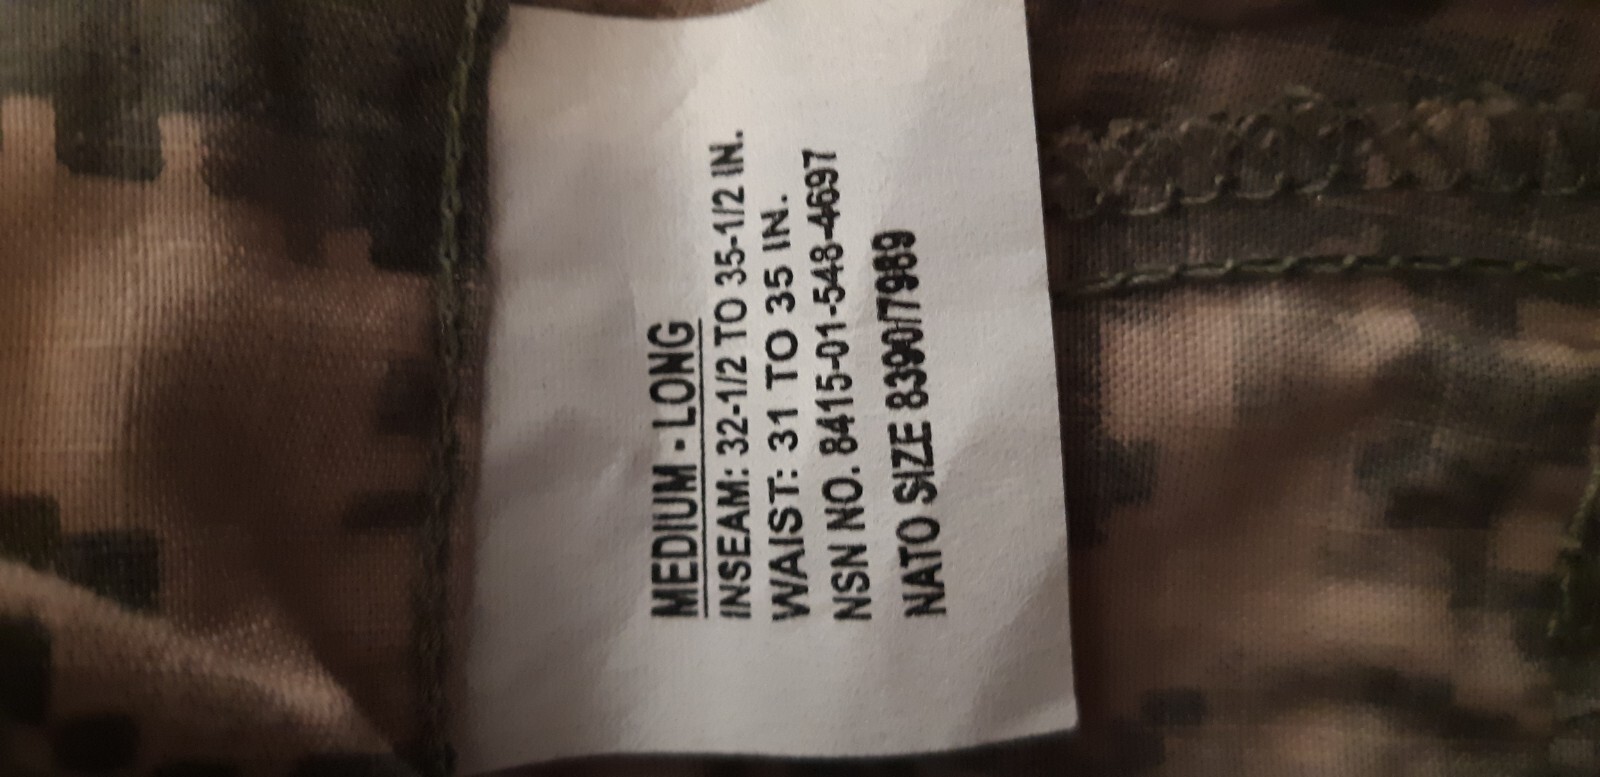 MEDIUM - LONG
INSEAM: 32-1/2 TO 35-1/2 IN.
WAIST: 31 TO 35 IN.
NSN NO. 8415-01-548-4697
NATO SIZE 8390/7989